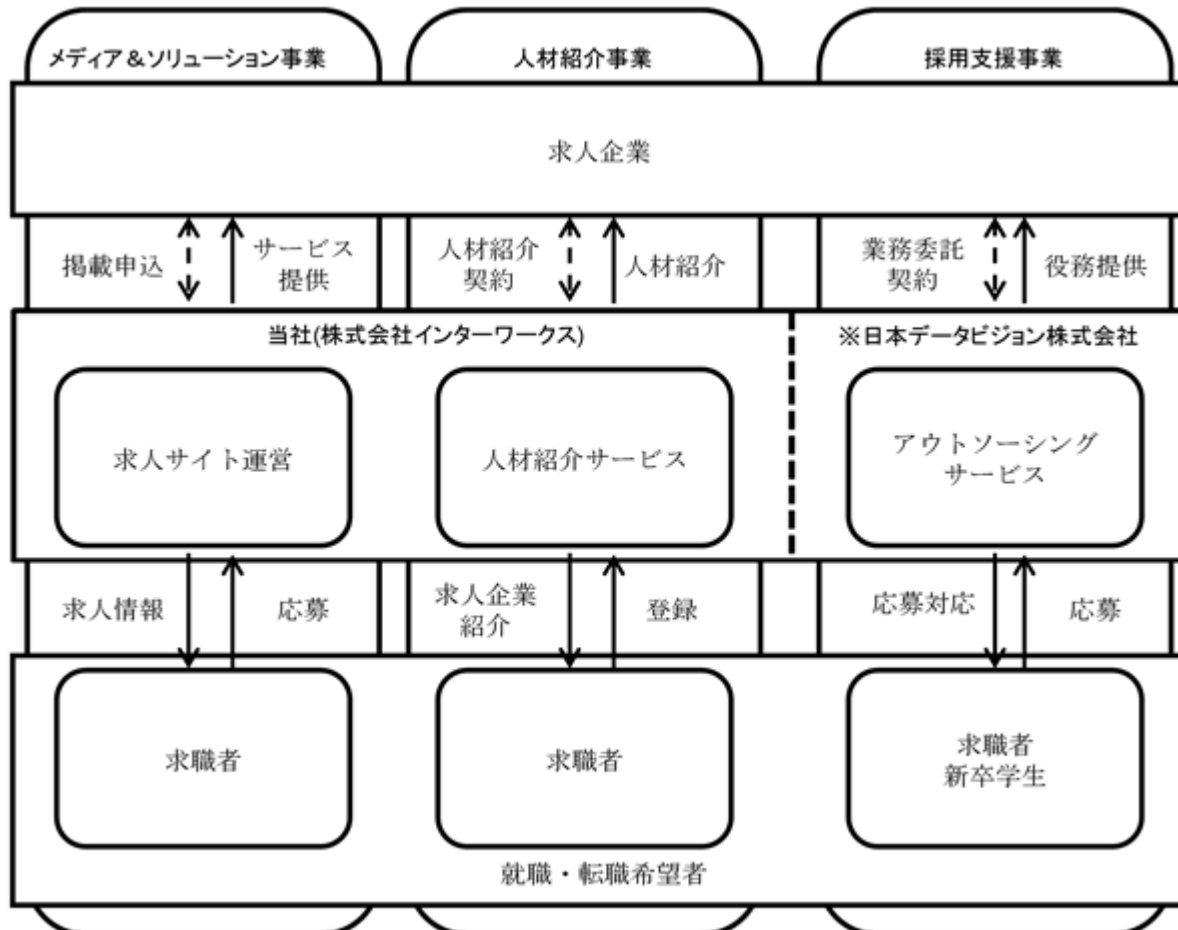 メディア&ソリューション事業
人材紹介事業
採用支援事業
求人企業
掲載申込
サービス
提供
人材紹介
契約
人材紹介
業務委託
契約
役務提供
当社(株式会社インターワークス)
※日本データビジョン株式会社
求人サイト運営
人材紹介サービス
アウトソーシング
サービス
求人情報
応募
求人企業
紹介
登録
応募対応
応募
求職者
求職者
求職者
新卒学生
就職・転職希望者